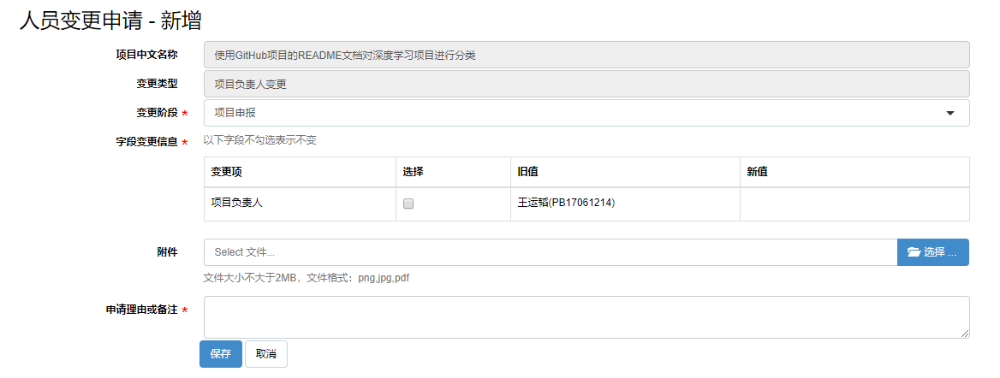 人员变更申请 - 新增
项目中文名称 使用GitHub项目的README文档对深度学习项目进行分类
变更类型 项目负责人变更
变更阶段 * 项目申报
字段变更信息 * 以下字段不勾选表示不变
变更项 选择 旧值 新值
项目负责人 王运韬(PB17061214)
附件 Select 文件... 选择 ...
文件大小不大于2MB，文件格式：png,jpg,pdf
申请理由或备注 *
保存 取消